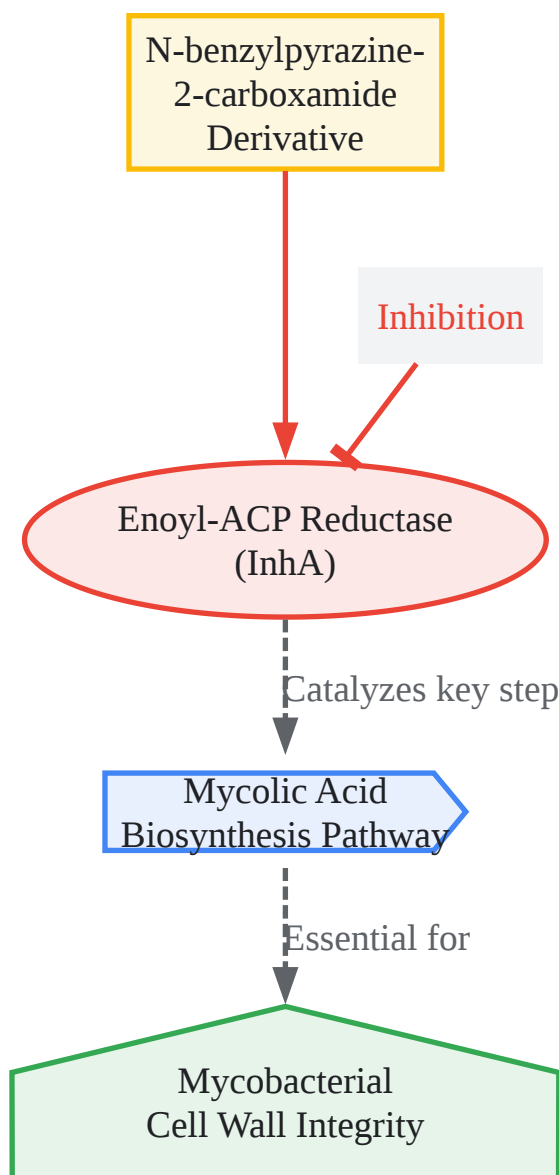 N-benzylpyrazine-
2-carboxamide
Derivative
Inhibition
Enoyl-ACP Reductase
(InhA)
Catalyzes key step
Mycolic Acid
Biosynthesis Pathway
Essential for
Mycobacterial
Cell Wall Integrity